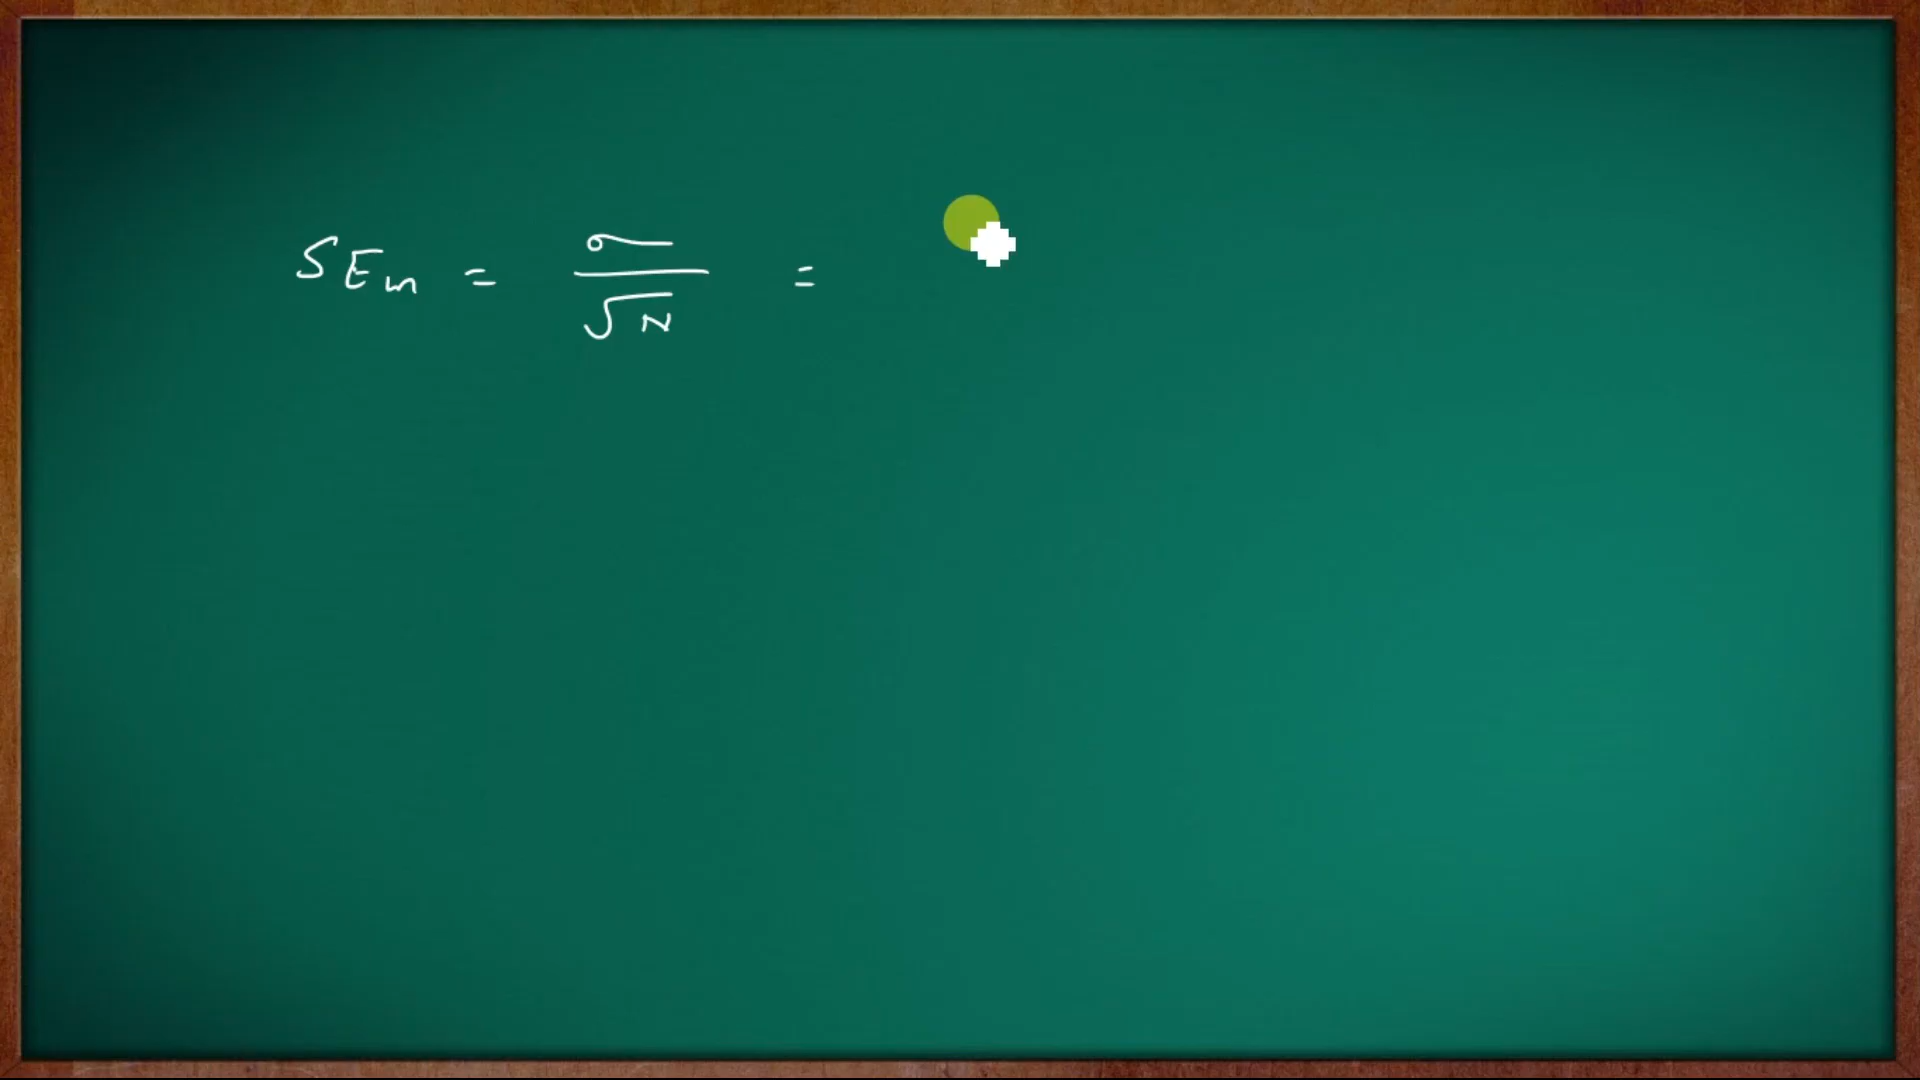 SEm = σ / √N =